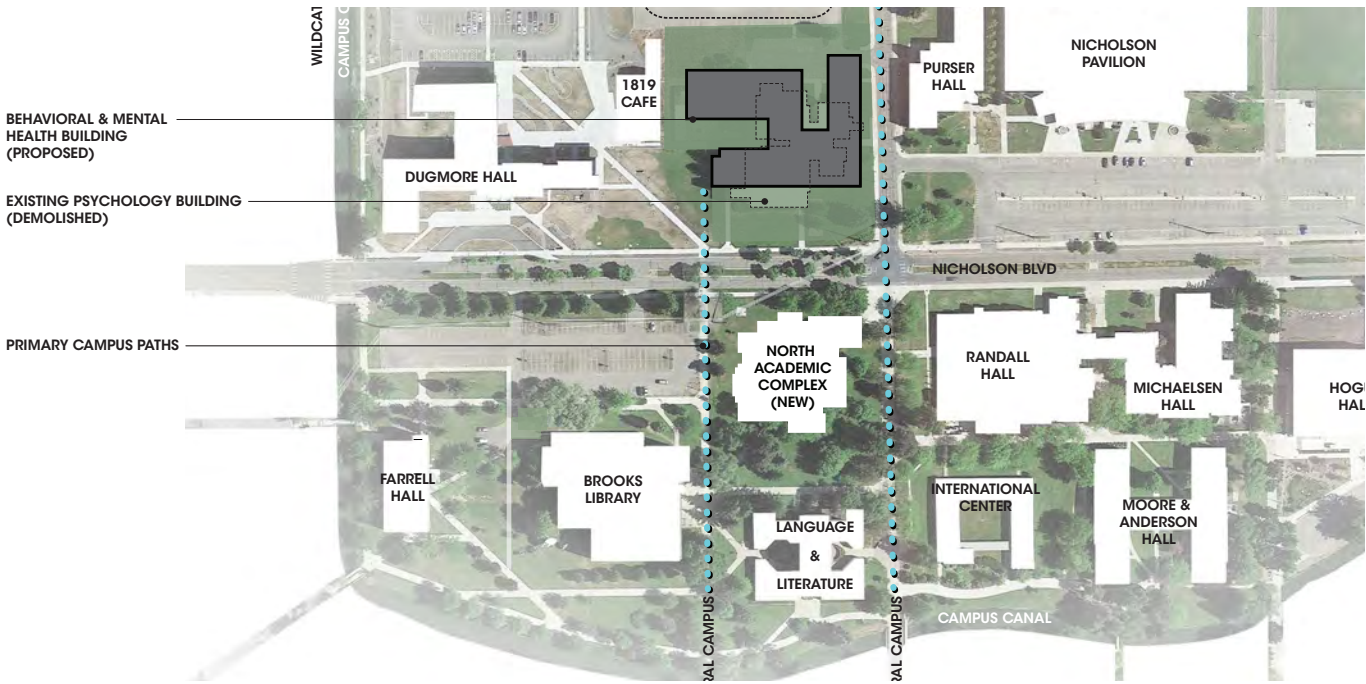 WILDCAT
CAMPUS C
1819
CAFE
PURSER
HALL
NICHOLSON
PAVILION
BEHAVIORAL & MENTAL
HEALTH BUILDING
(PROPOSED)
DUGMORE HALL
EXISTING PSYCHOLOGY BUILDING
(DEMOLISHED)
NICHOLSON BLVD
PRIMARY CAMPUS PATHS
NORTH
ACADEMIC
COMPLEX
(NEW)
RANDALL
HALL
MICHAELSEN
HALL
HOGU
HAL
FARRELL
HALL
BROOKS
LIBRARY
INTERNATIONAL
CENTER
MOORE &
ANDERSON
HALL
LANGUAGE
&
LITERATURE
CAMPUS CANAL
RAL CAMPUS
RAL CAMPUS